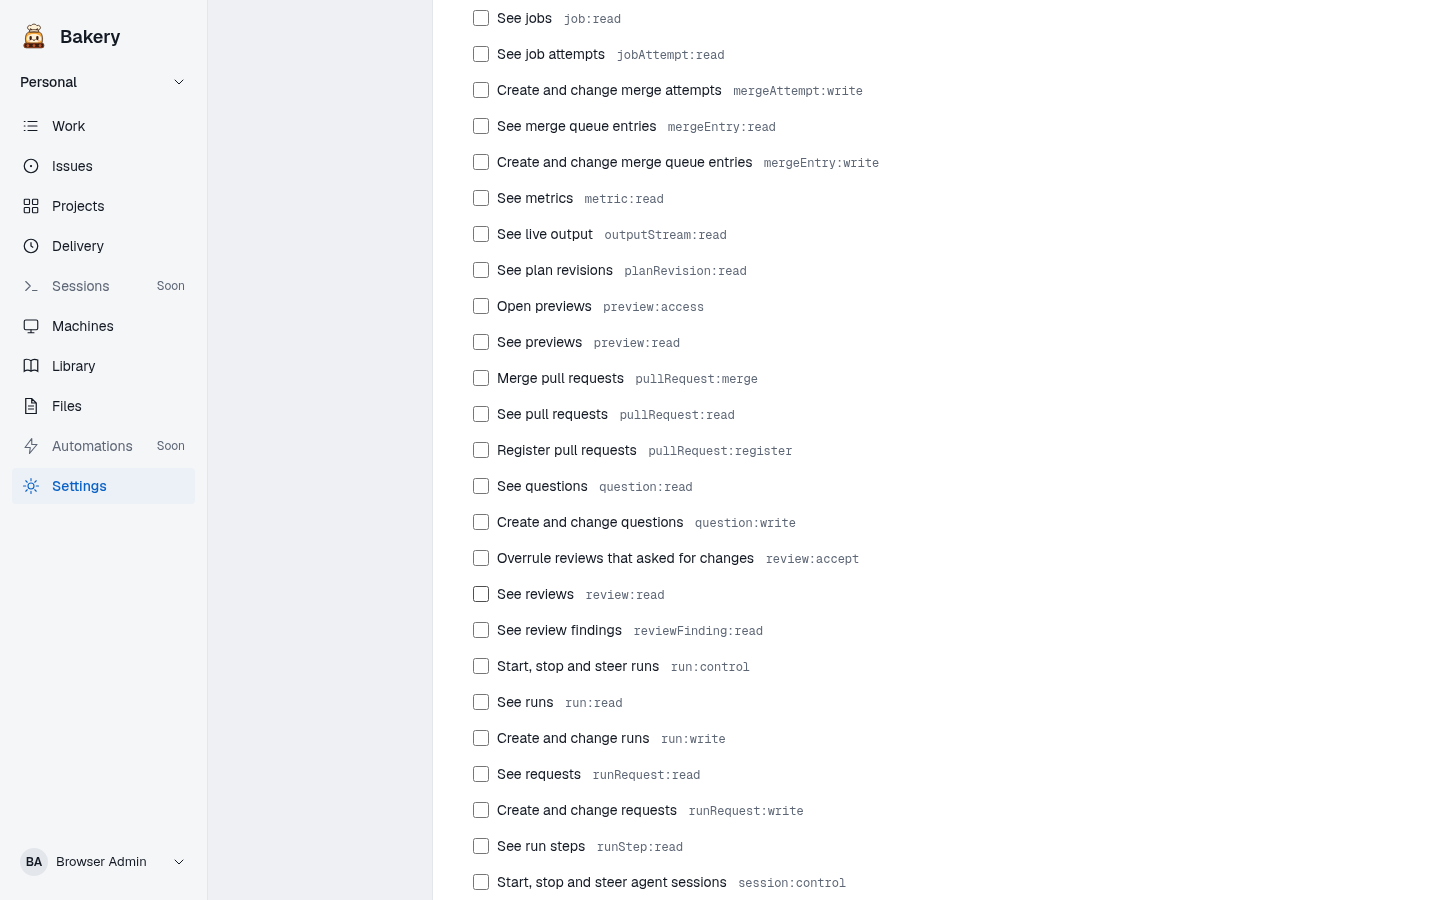 Bakery
Personal
Work
Issues
Projects
Delivery
Sessions Soon
Machines
Library
Files
Automations Soon
Settings
BA Browser Admin
See jobs job:read
See job attempts jobAttempt:read
Create and change merge attempts mergeAttempt:write
See merge queue entries mergeEntry:read
Create and change merge queue entries mergeEntry:write
See metrics metric:read
See live output outputStream:read
See plan revisions planRevision:read
Open previews preview:access
See previews preview:read
Merge pull requests pullRequest:merge
See pull requests pullRequest:read
Register pull requests pullRequest:register
See questions question:read
Create and change questions question:write
Overrule reviews that asked for changes review:accept
See reviews review:read
See review findings reviewFinding:read
Start, stop and steer runs run:control
See runs run:read
Create and change runs run:write
See requests runRequest:read
Create and change requests runRequest:write
See run steps runStep:read
Start, stop and steer agent sessions session:control